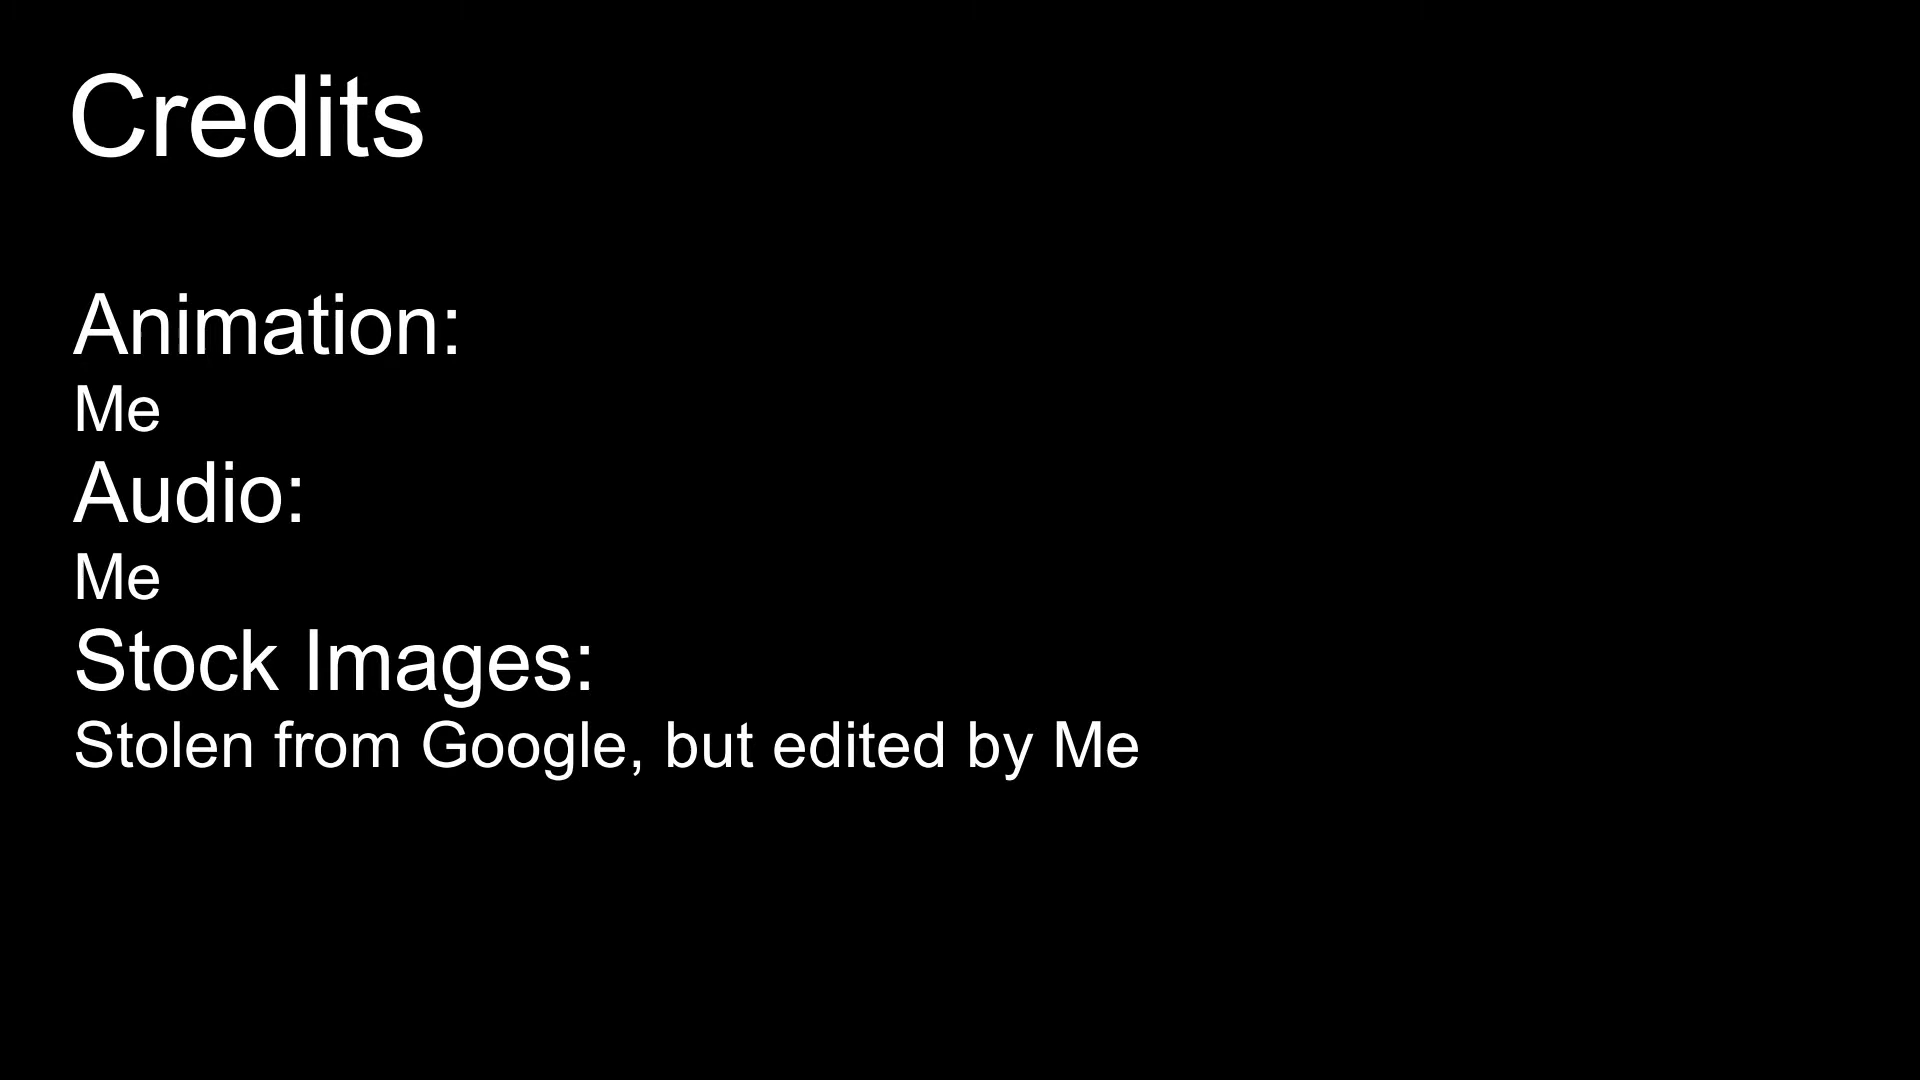 Credits
Animation:
Me
Audio:
Me
Stock Images:
Stolen from Google, but edited by Me